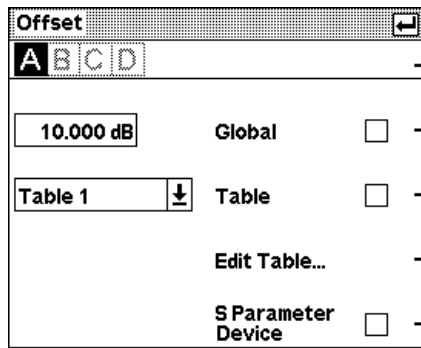 Offset
A B C D
10.000 dB Global
Table 1 Table
Edit Table...
S Parameter
Device